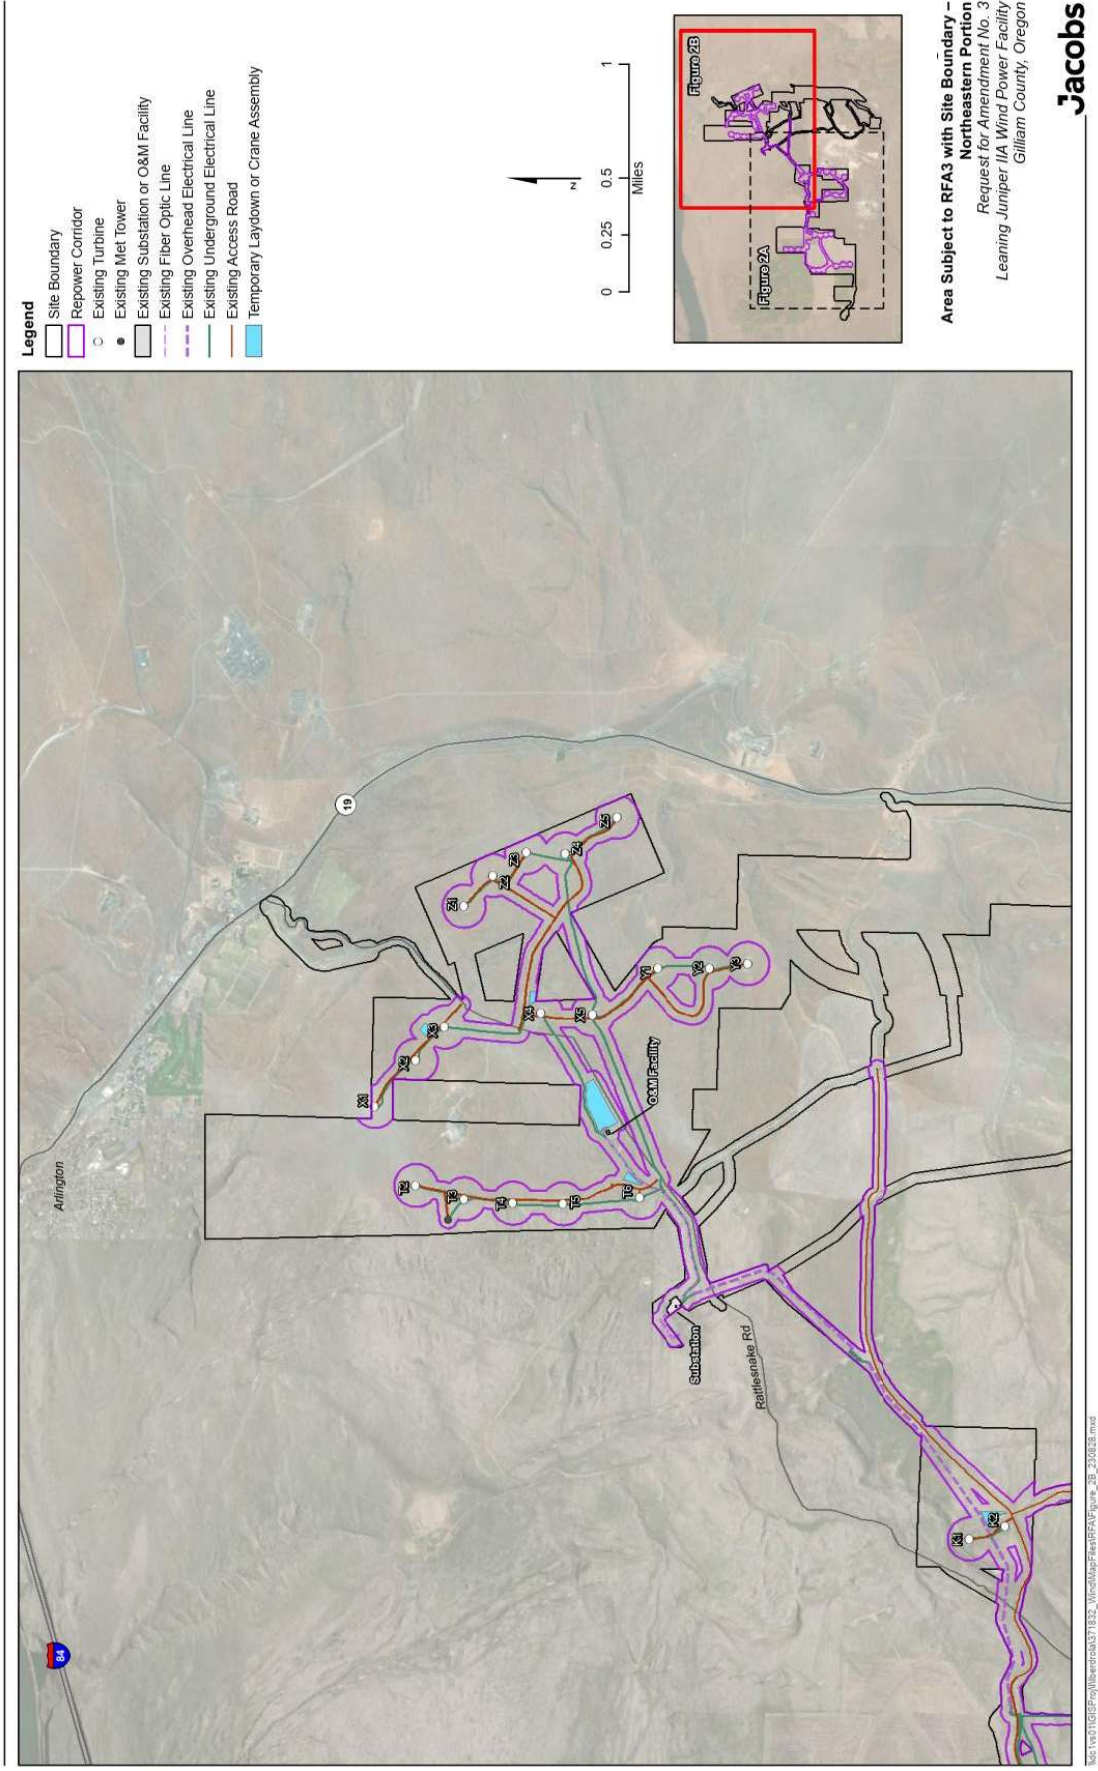 Legend
Site Boundary
Repower Corridor
Existing Turbine
Existing Met Tower
Existing Substation or O&M Facility
Existing Fiber Optic Line
Existing Overhead Electrical Line
Existing Underground Electrical Line
Existing Access Road
Temporary Laydown or Crane Assembly
N
0 0.25 0.5 1
Miles
Figure 2A
Figure 2B
Area Subject to RFA3 with Site Boundary –
Northeastern Portion
Request for Amendment No. 3
Leaning Juniper IIA Wind Power Facility
Gilliam County, Oregon
Jacobs
84
Arlington
19
X1
X2
X3
X4
X5
Z1
Z2
Z3
Z4
Z5
Y1
Y2
Y3
T2
T3
T4
T5
T6
O&M Facility
Substation
Rattlesnake Rd
K1
K2